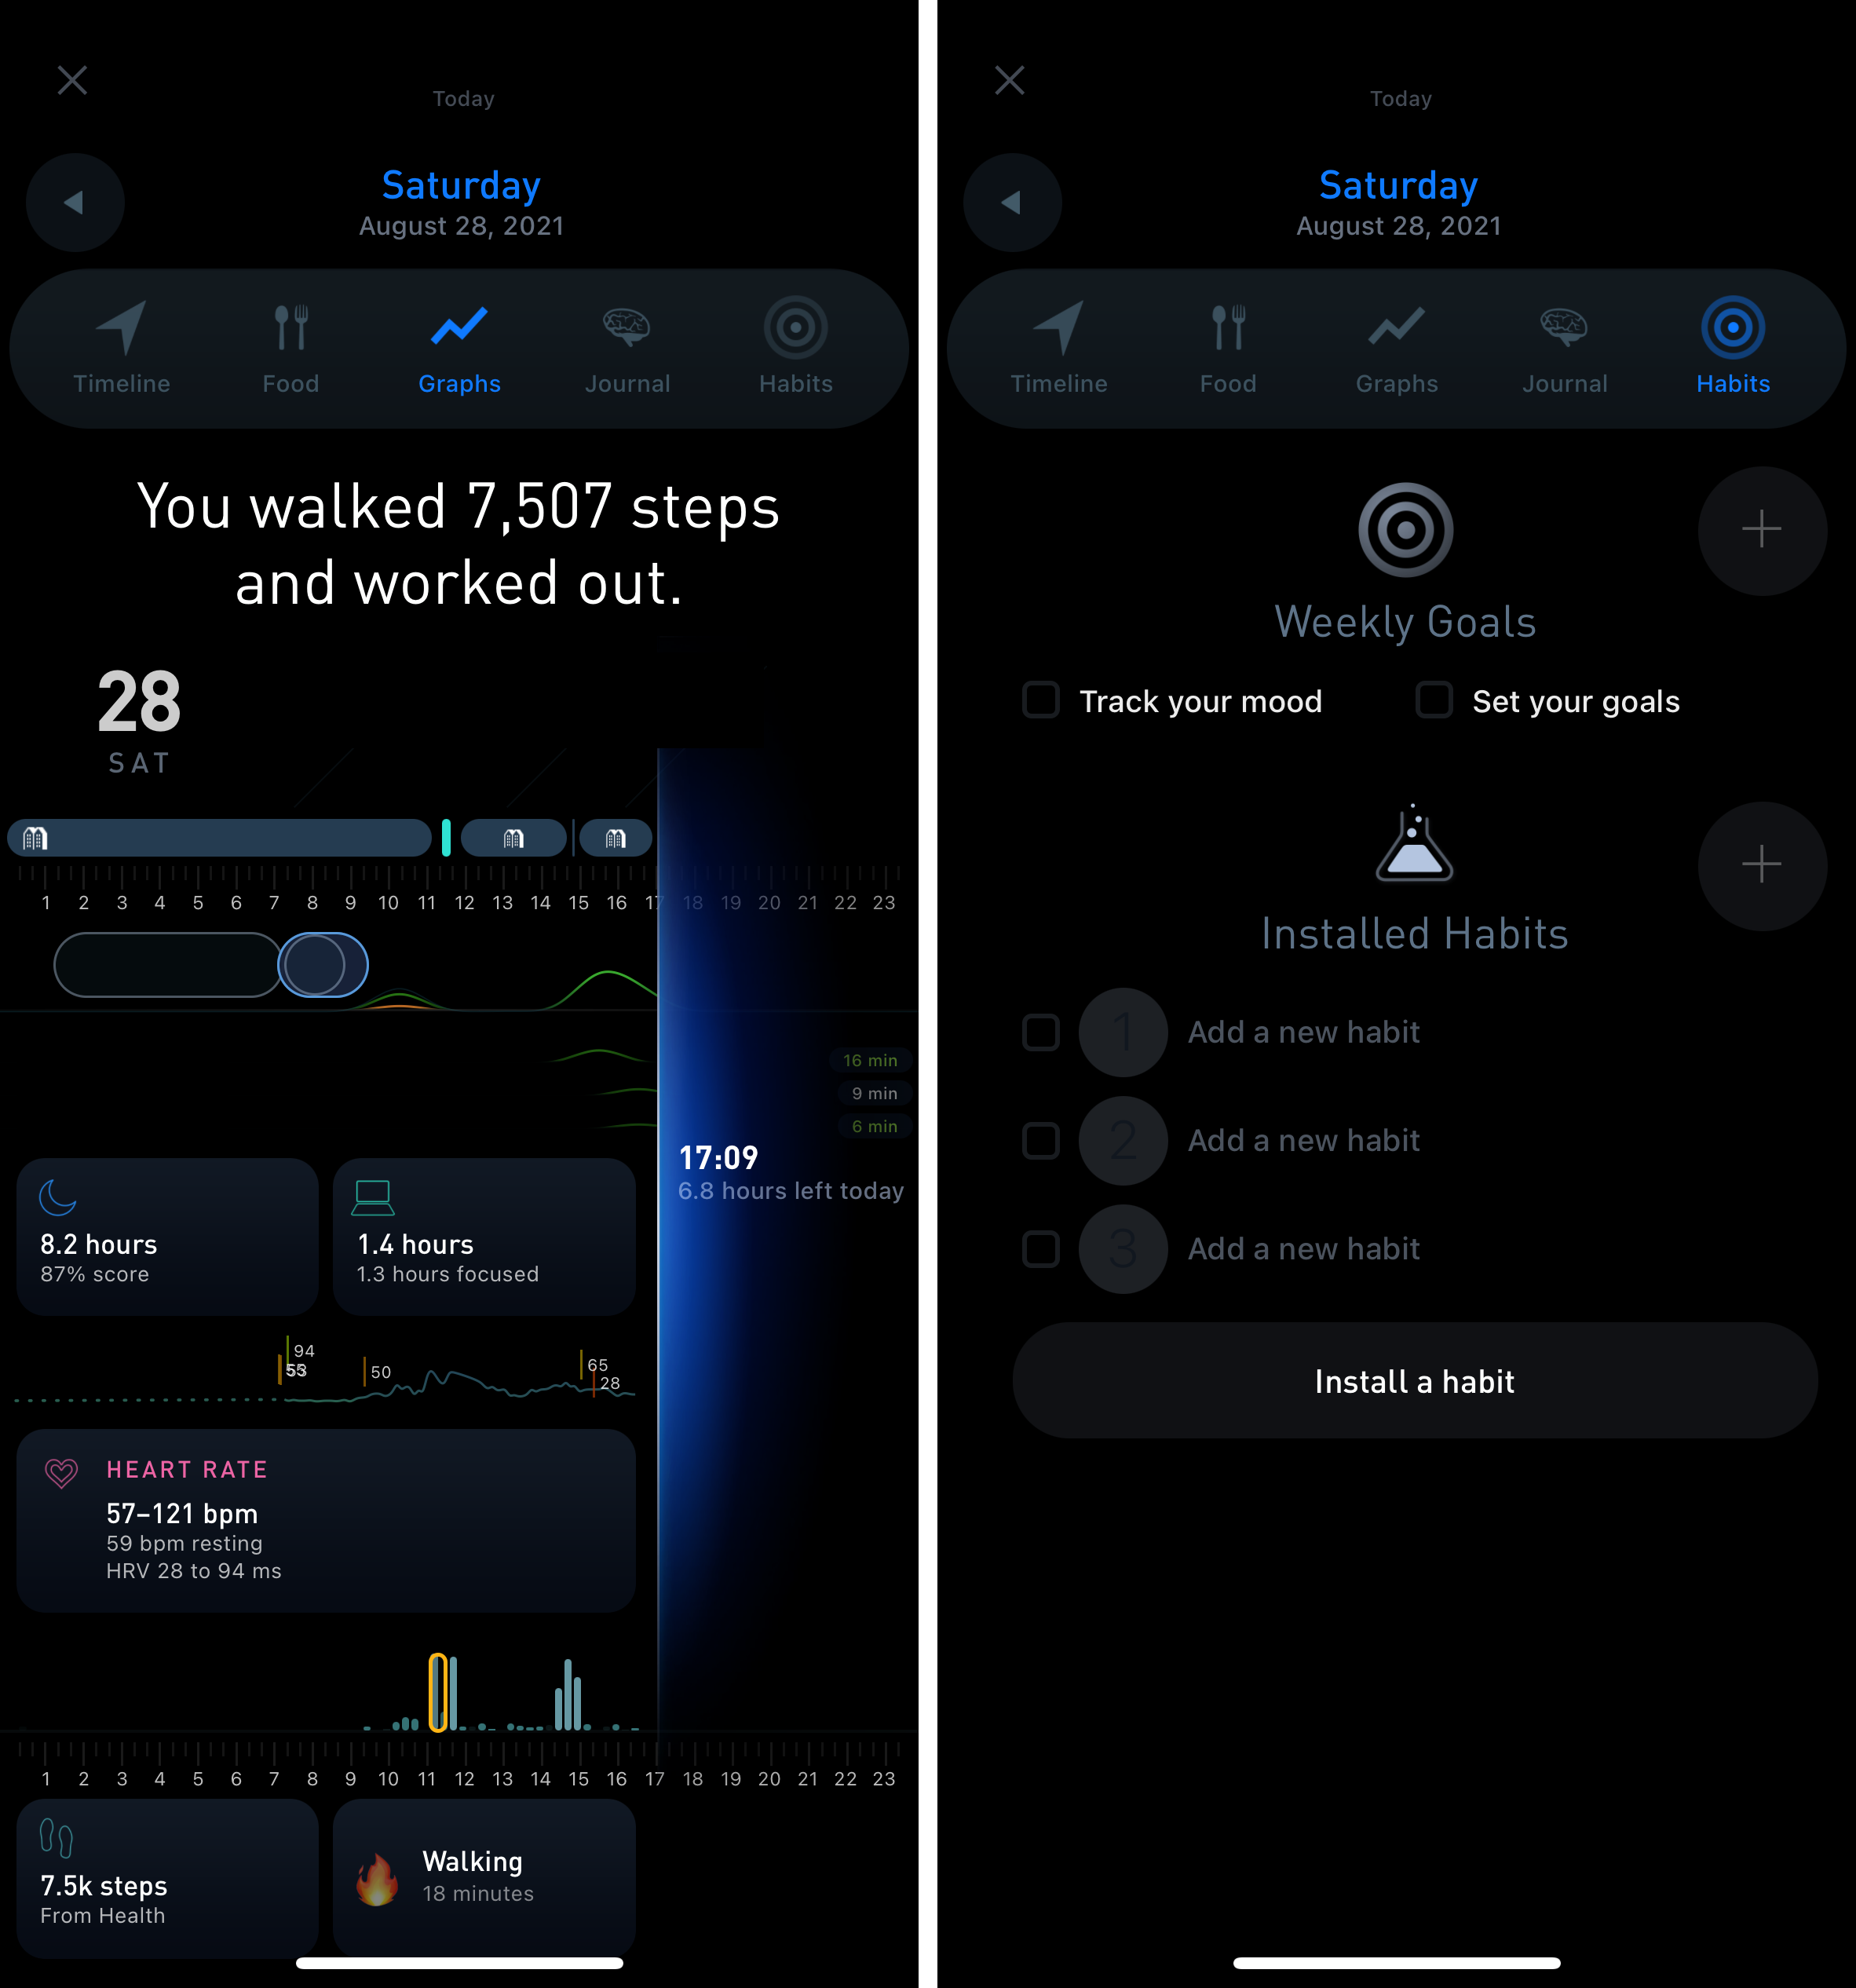 Today
Saturday
August 28, 2021
Timeline
Food
Graphs
Journal
Habits
You walked 7,507 steps
and worked out.
28
SAT
1 2 3 4 5 6 7 8 9 10 11 12 13 14 15 16 17 18 19 20 21 22 23
16 min
9 min
6 min
17:09
6.8 hours left today
8.2 hours
87% score
1.4 hours
1.3 hours focused
94
53
50
65
28
HEART RATE
57–121 bpm
59 bpm resting
HRV 28 to 94 ms
1 2 3 4 5 6 7 8 9 10 11 12 13 14 15 16 17 18 19 20 21 22 23
7.5k steps
From Health
Walking
18 minutes
Today
Saturday
August 28, 2021
Timeline
Food
Graphs
Journal
Habits
Weekly Goals
Track your mood
Set your goals
Installed Habits
1 Add a new habit
2 Add a new habit
3 Add a new habit
Install a habit